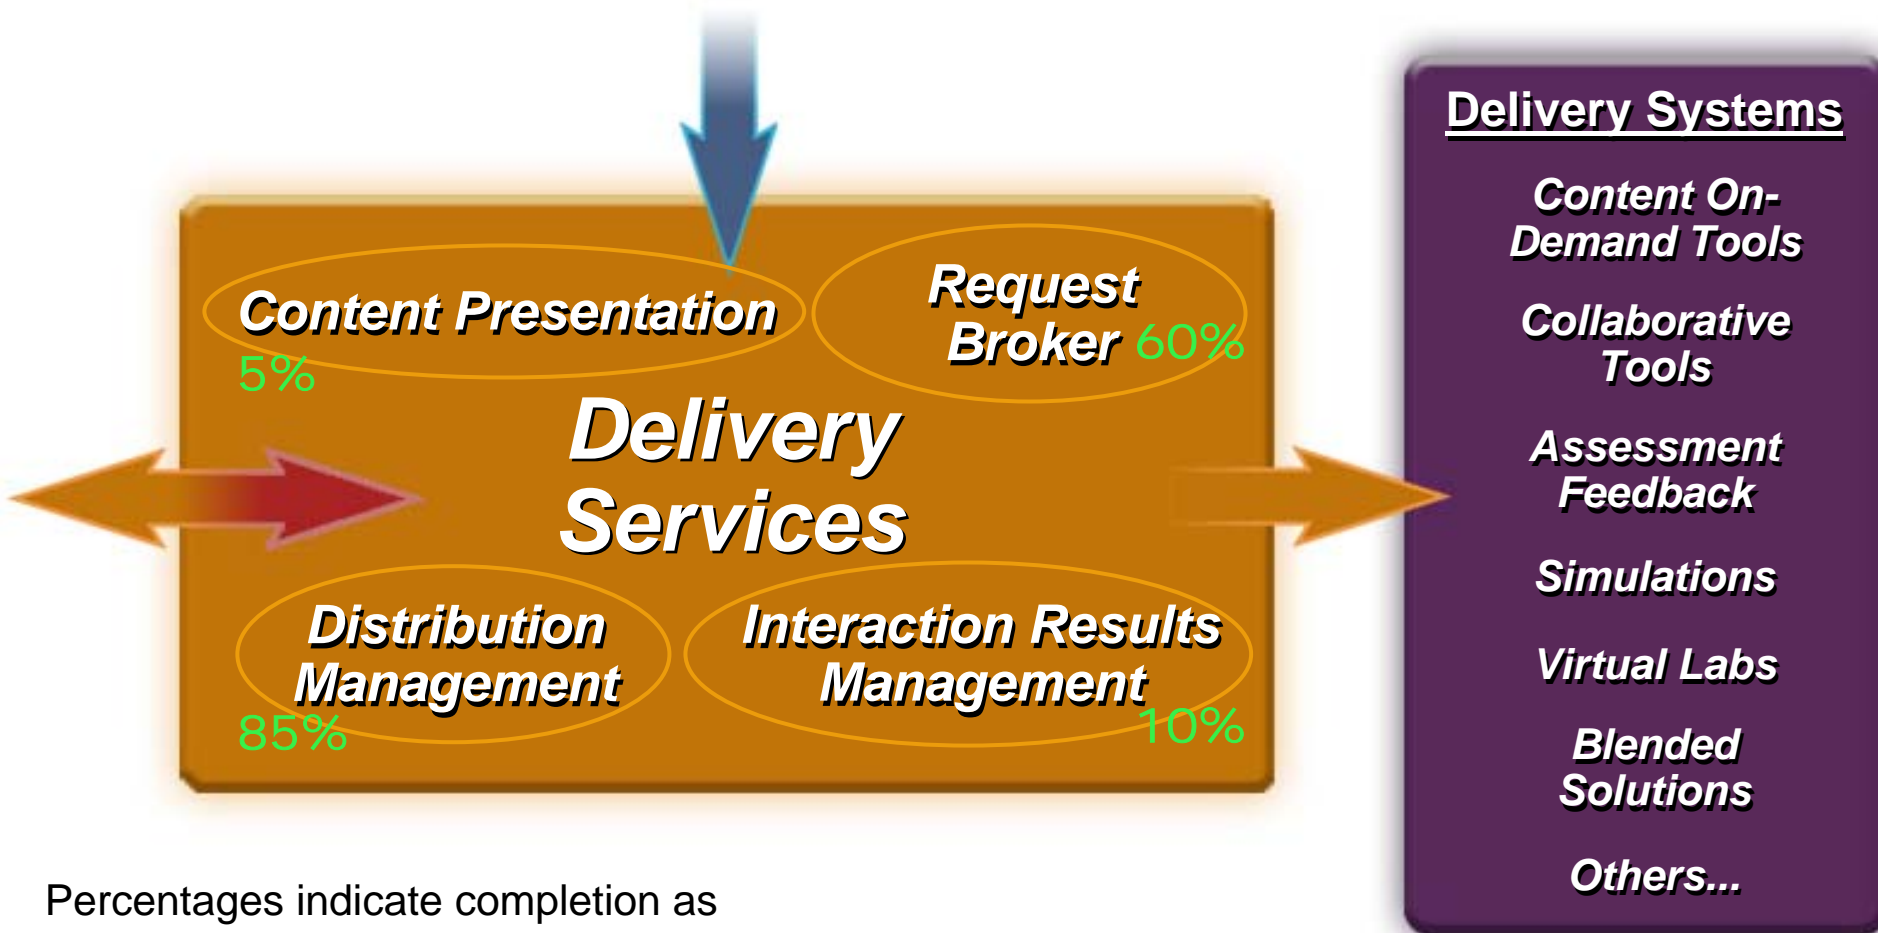 Content Presentation
5%
Request
Broker 60%
Delivery
Services
Distribution
Management
85%
Interaction Results
Management
10%
Delivery Systems
Content On-
Demand Tools
Collaborative
Tools
Assessment
Feedback
Simulations
Virtual Labs
Blended
Solutions
Others...
Percentages indicate completion as